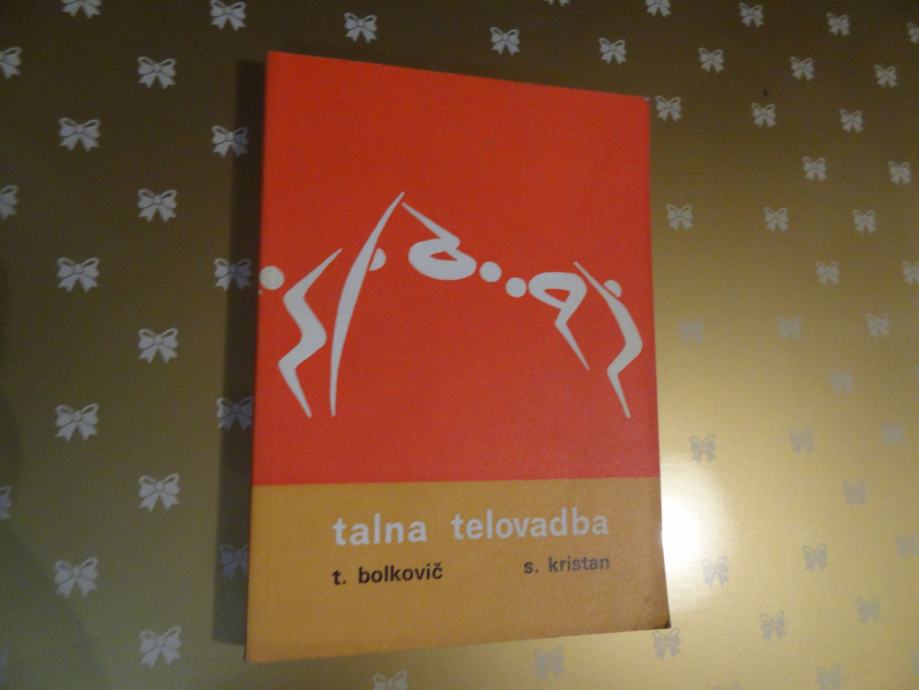 talna telovadba
t. bolkovič s. kristan